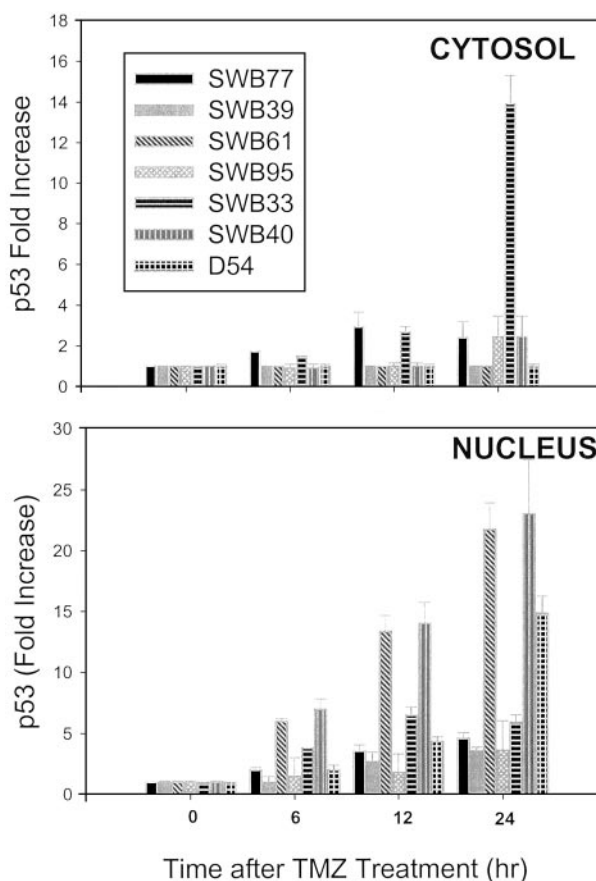 CYTOSOL
p53 Fold Increase
18
16
14
12
10
8
6
4
2
0
SWB77
SWB39
SWB61
SWB95
SWB33
SWB40
D54
NUCLEUS
p53 (Fold Increase)
30
25
20
15
10
5
0
0 6 12 24
Time after TMZ Treatment (hr)